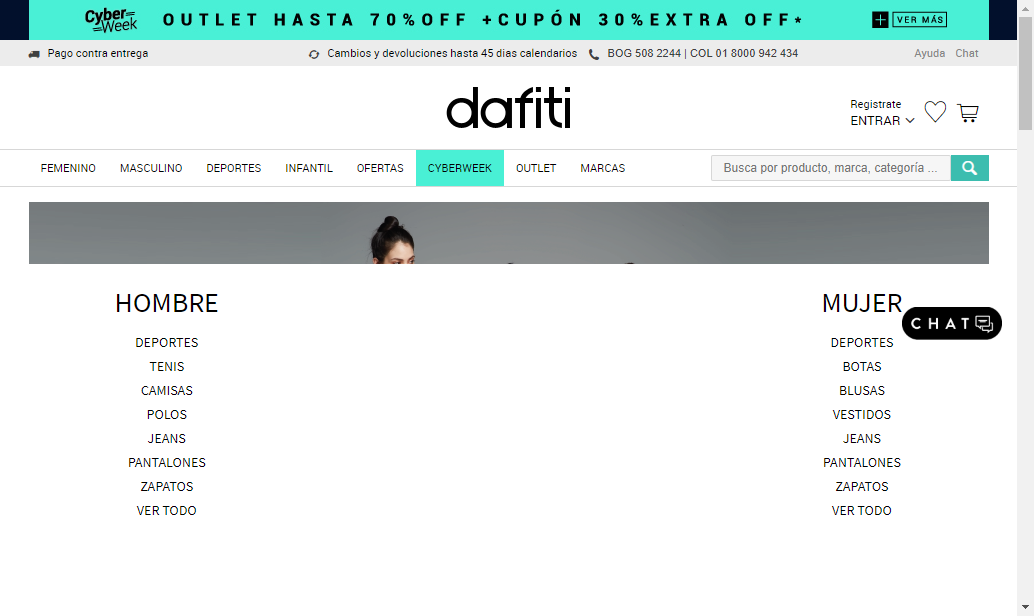 Cyber Week OUTLET HASTA 70%OFF +CUPÓN 30%EXTRA OFF* + VER MÁS
Pago contra entrega Cambios y devoluciones hasta 45 dias calendarios BOG 508 2244 | COL 01 8000 942 434 Ayuda Chat
dafiti
Registrate
ENTRAR
FEMENINO MASCULINO DEPORTES INFANTIL OFERTAS CYBERWEEK OUTLET MARCAS Busca por producto, marca, categoría ...
HOMBRE
DEPORTES
TENIS
CAMISAS
POLOS
JEANS
PANTALONES
ZAPATOS
VER TODO
MUJER
DEPORTES
BOTAS
BLUSAS
VESTIDOS
JEANS
PANTALONES
ZAPATOS
VER TODO
CHAT